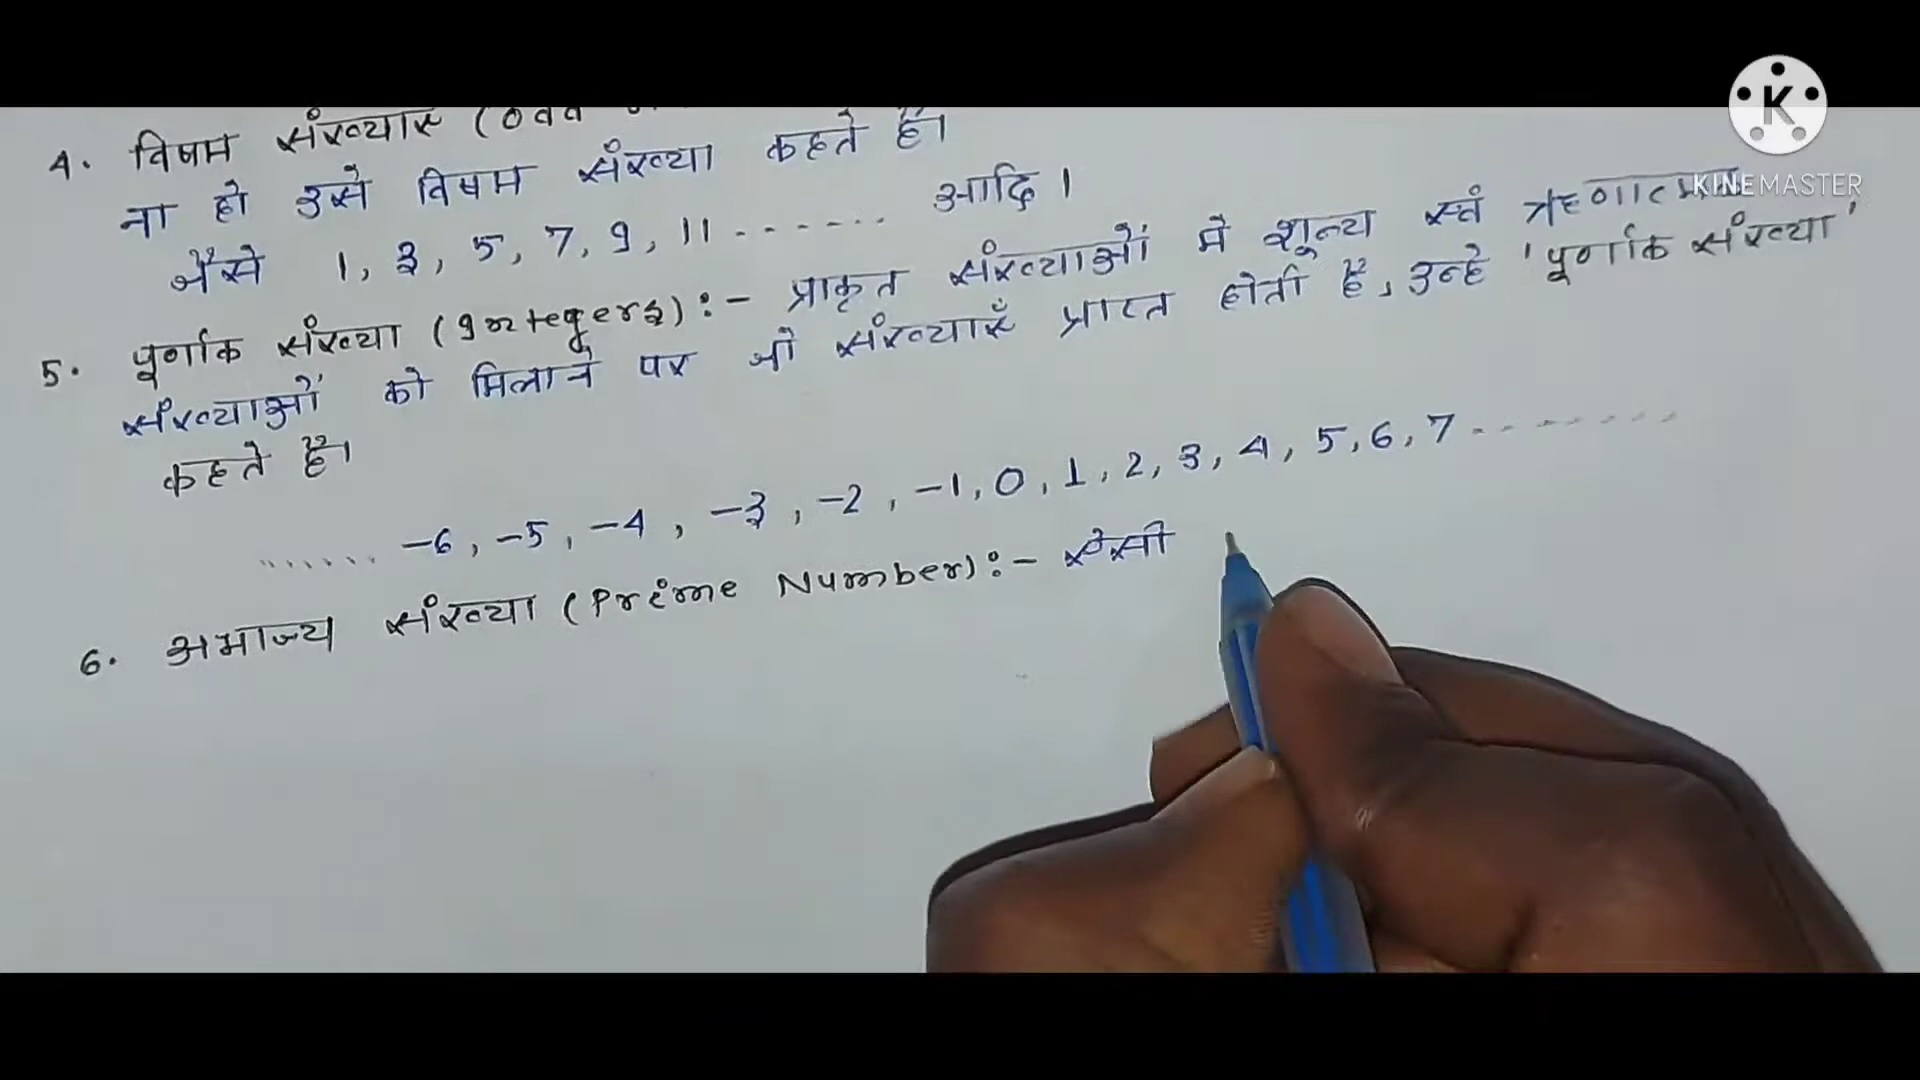 4. विषम संख्याए (
ना हो उसे विषम संख्या कहते है।
जैसे 1, 3, 5, 7, 9, 11 ....... आदि।
5. पूर्णाक संख्या (Integers):- प्राकृत संख्याओं मे शून्य एवं ऋणात्मक
संख्याओं को मिलाने पर जो संख्याएँ प्राप्त होती है, उन्हे 'पूर्णाक संख्या'
कहते है।
....... -6, -5, -4, -3, -2, -1, 0, 1, 2, 3, 4, 5, 6, 7 ........
6. अभाज्य संख्या (Prime Number):- ऐसी
K
KINEMASTER